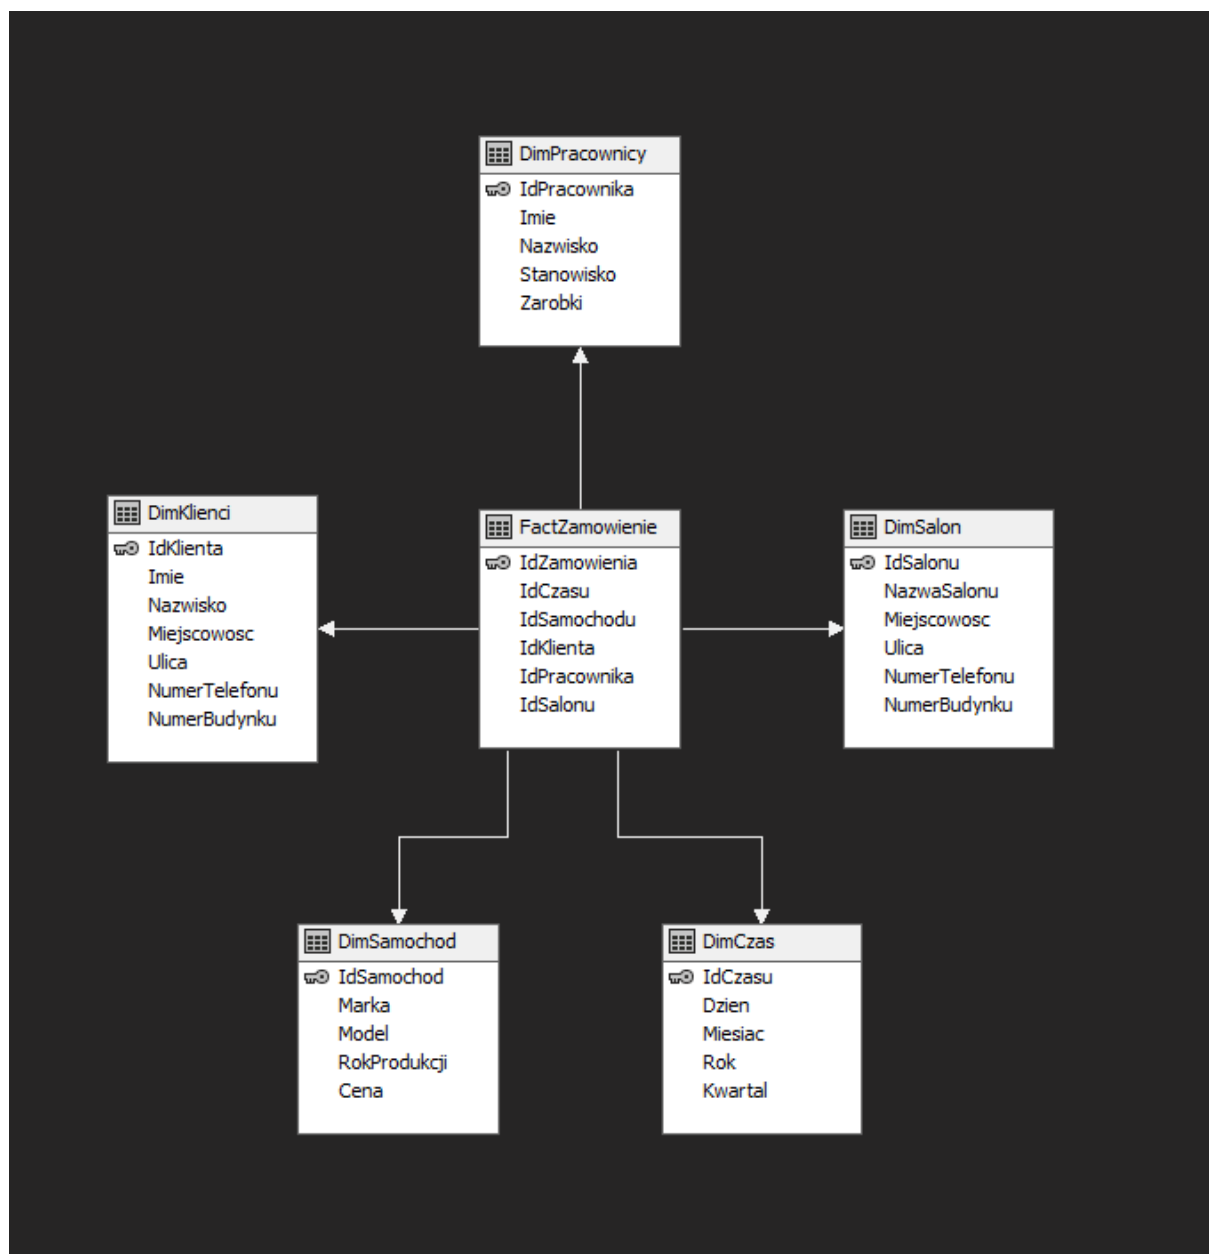 DimPracownicy
IdPracownika
Imie
Nazwisko
Stanowisko
Zarobki
DimKlienci
IdKlienta
Imie
Nazwisko
Miejscowosc
Ulica
NumerTelefonu
NumerBudynku
FactZamowienie
IdZamowienia
IdCzasu
IdSamochodu
IdKlienta
IdPracownika
IdSalonu
DimSalon
IdSalonu
NazwaSalonu
Miejscowosc
Ulica
NumerTelefonu
NumerBudynku
DimSamochod
IdSamochod
Marka
Model
RokProdukcji
Cena
DimCzas
IdCzasu
Dzien
Miesiac
Rok
Kwartal